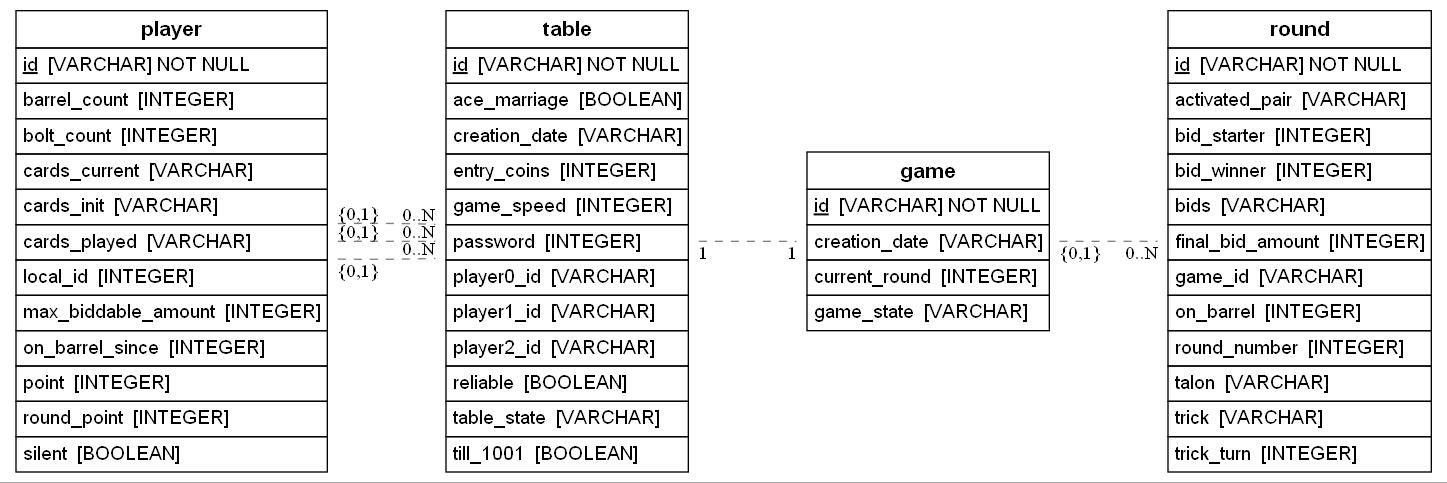 player
id [VARCHAR] NOT NULL
barrel_count [INTEGER]
bolt_count [INTEGER]
cards_current [VARCHAR]
cards_init [VARCHAR]
cards_played [VARCHAR]
local_id [INTEGER]
max_biddable_amount [INTEGER]
on_barrel_since [INTEGER]
point [INTEGER]
round_point [INTEGER]
silent [BOOLEAN]
{0,1} 0..N
{0,1} 0..N
0..N
{0,1}
table
id [VARCHAR] NOT NULL
ace_marriage [BOOLEAN]
creation_date [VARCHAR]
entry_coins [INTEGER]
game_speed [INTEGER]
password [INTEGER]
player0_id [VARCHAR]
player1_id [VARCHAR]
player2_id [VARCHAR]
reliable [BOOLEAN]
table_state [VARCHAR]
till_1001 [BOOLEAN]
1 1
game
id [VARCHAR] NOT NULL
creation_date [VARCHAR]
current_round [INTEGER]
game_state [VARCHAR]
{0,1} 0..N
round
id [VARCHAR] NOT NULL
activated_pair [VARCHAR]
bid_starter [INTEGER]
bid_winner [INTEGER]
bids [VARCHAR]
final_bid_amount [INTEGER]
game_id [VARCHAR]
on_barrel [INTEGER]
round_number [INTEGER]
talon [VARCHAR]
trick [VARCHAR]
trick_turn [INTEGER]